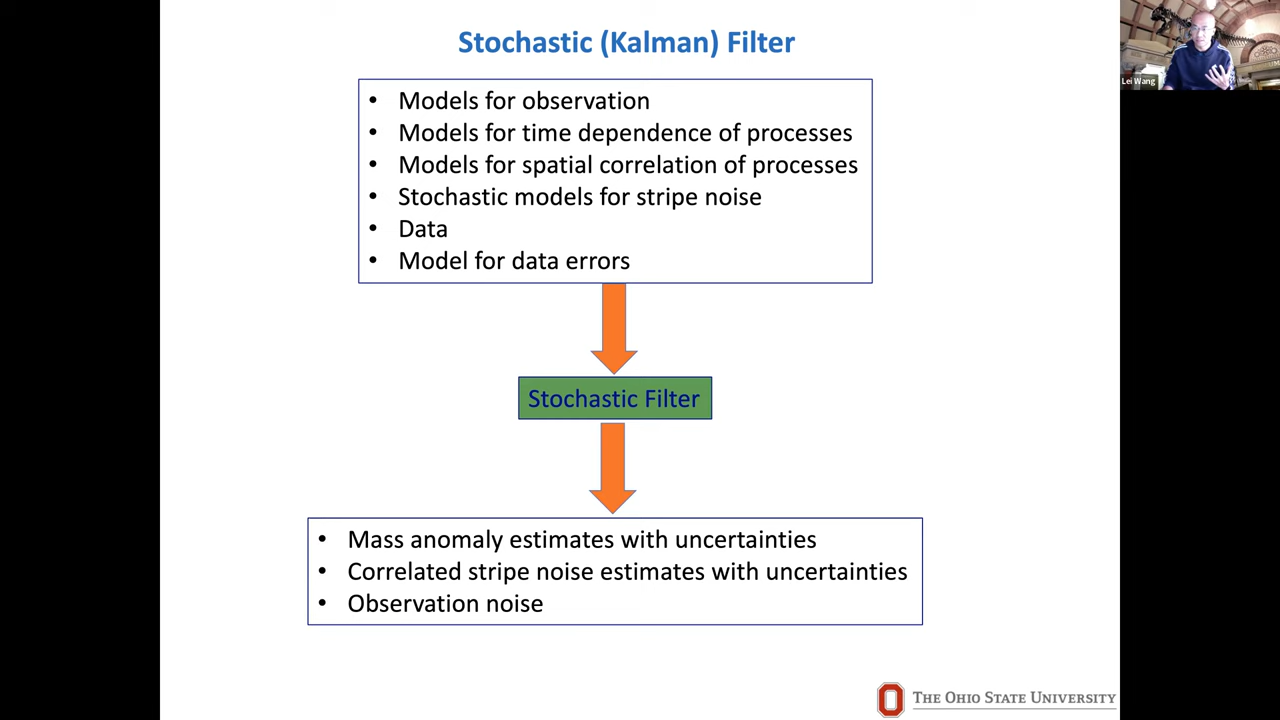 Stochastic (Kalman) Filter
• Models for observation
• Models for time dependence of processes
• Models for spatial correlation of processes
• Stochastic models for stripe noise
• Data
• Model for data errors
Stochastic Filter
• Mass anomaly estimates with uncertainties
• Correlated stripe noise estimates with uncertainties
• Observation noise
THE OHIO STATE UNIVERSITY
Lei Wang